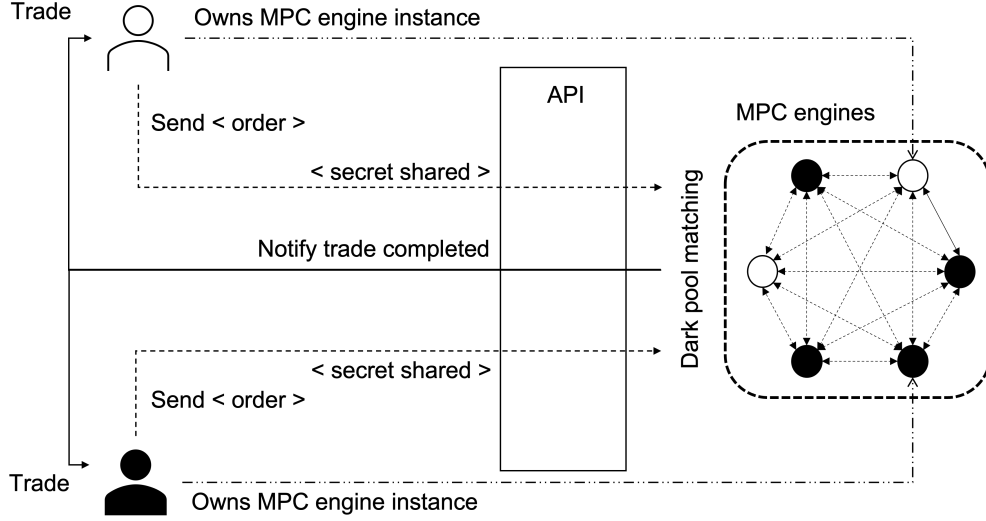 Trade
Owns MPC engine instance
API
Send < order >
MPC engines
< secret shared >
Notify trade completed
Dark pool matching
< secret shared >
Send < order >
Trade
Owns MPC engine instance